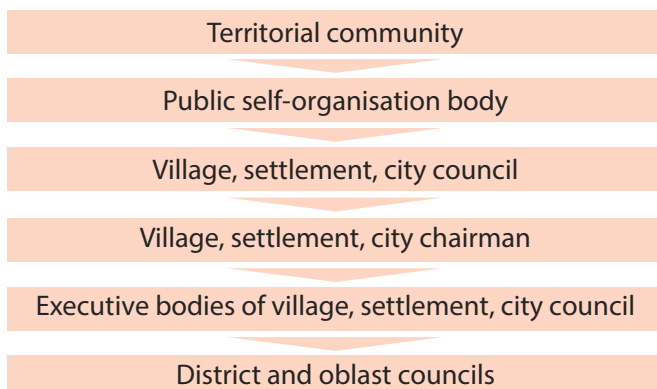 Territorial community
Public self-organisation body
Village, settlement, city council
Village, settlement, city chairman
Executive bodies of village, settlement, city council
District and oblast councils